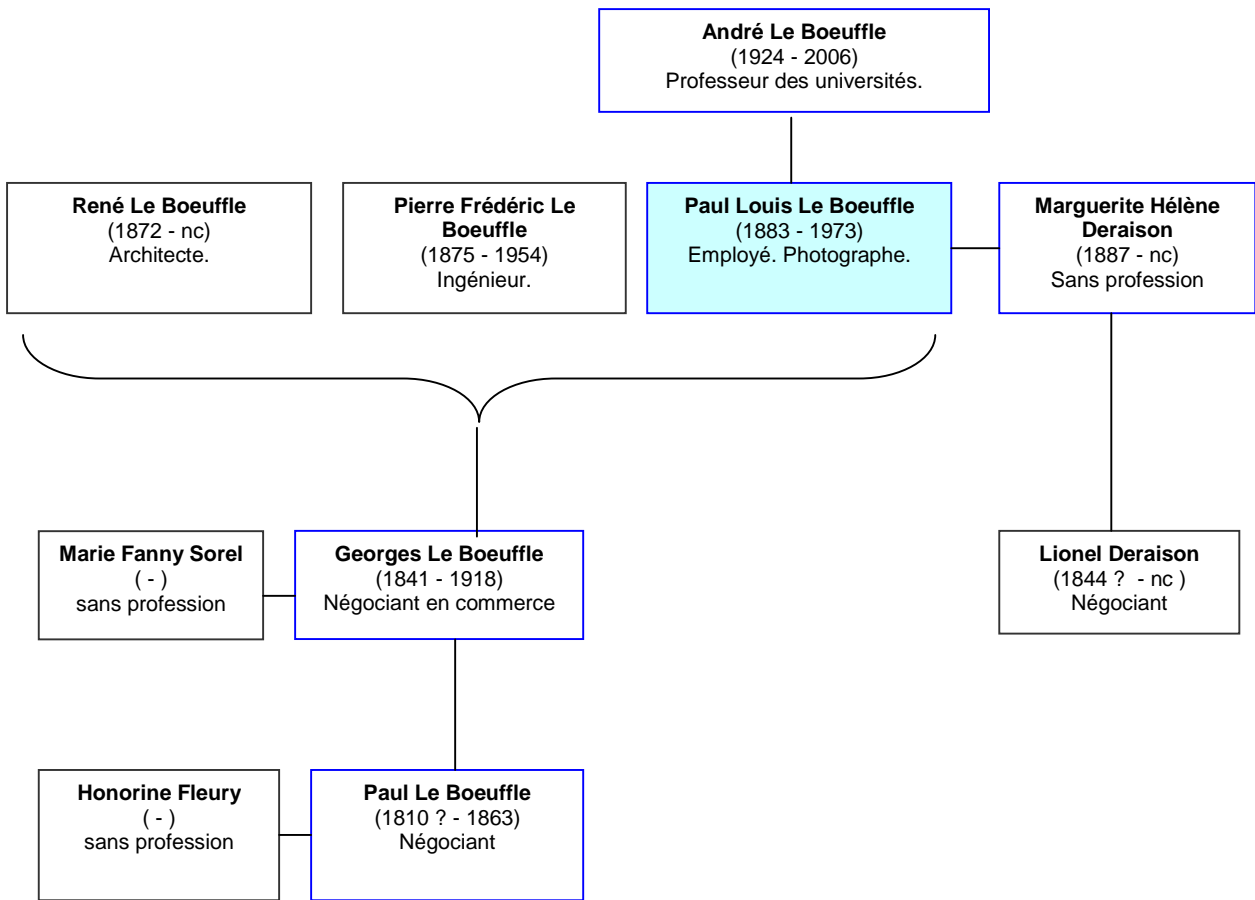 André Le Boeuffle
(1924 - 2006)
Professeur des universités.
René Le Boeuffle
(1872 - nc)
Architecte.
Pierre Frédéric Le
Boeuffle
(1875 - 1954)
Ingénieur.
Paul Louis Le Boeuffle
(1883 - 1973)
Employé. Photographe.
Marguerite Hélène
Deraison
(1887 - nc)
Sans profession
Marie Fanny Sorel
( - )
sans profession
Georges Le Boeuffle
(1841 - 1918)
Négociant en commerce
Lionel Deraison
(1844 ?  - nc )
Négociant
Honorine Fleury
( - )
sans profession
Paul Le Boeuffle
(1810 ? - 1863)
Négociant